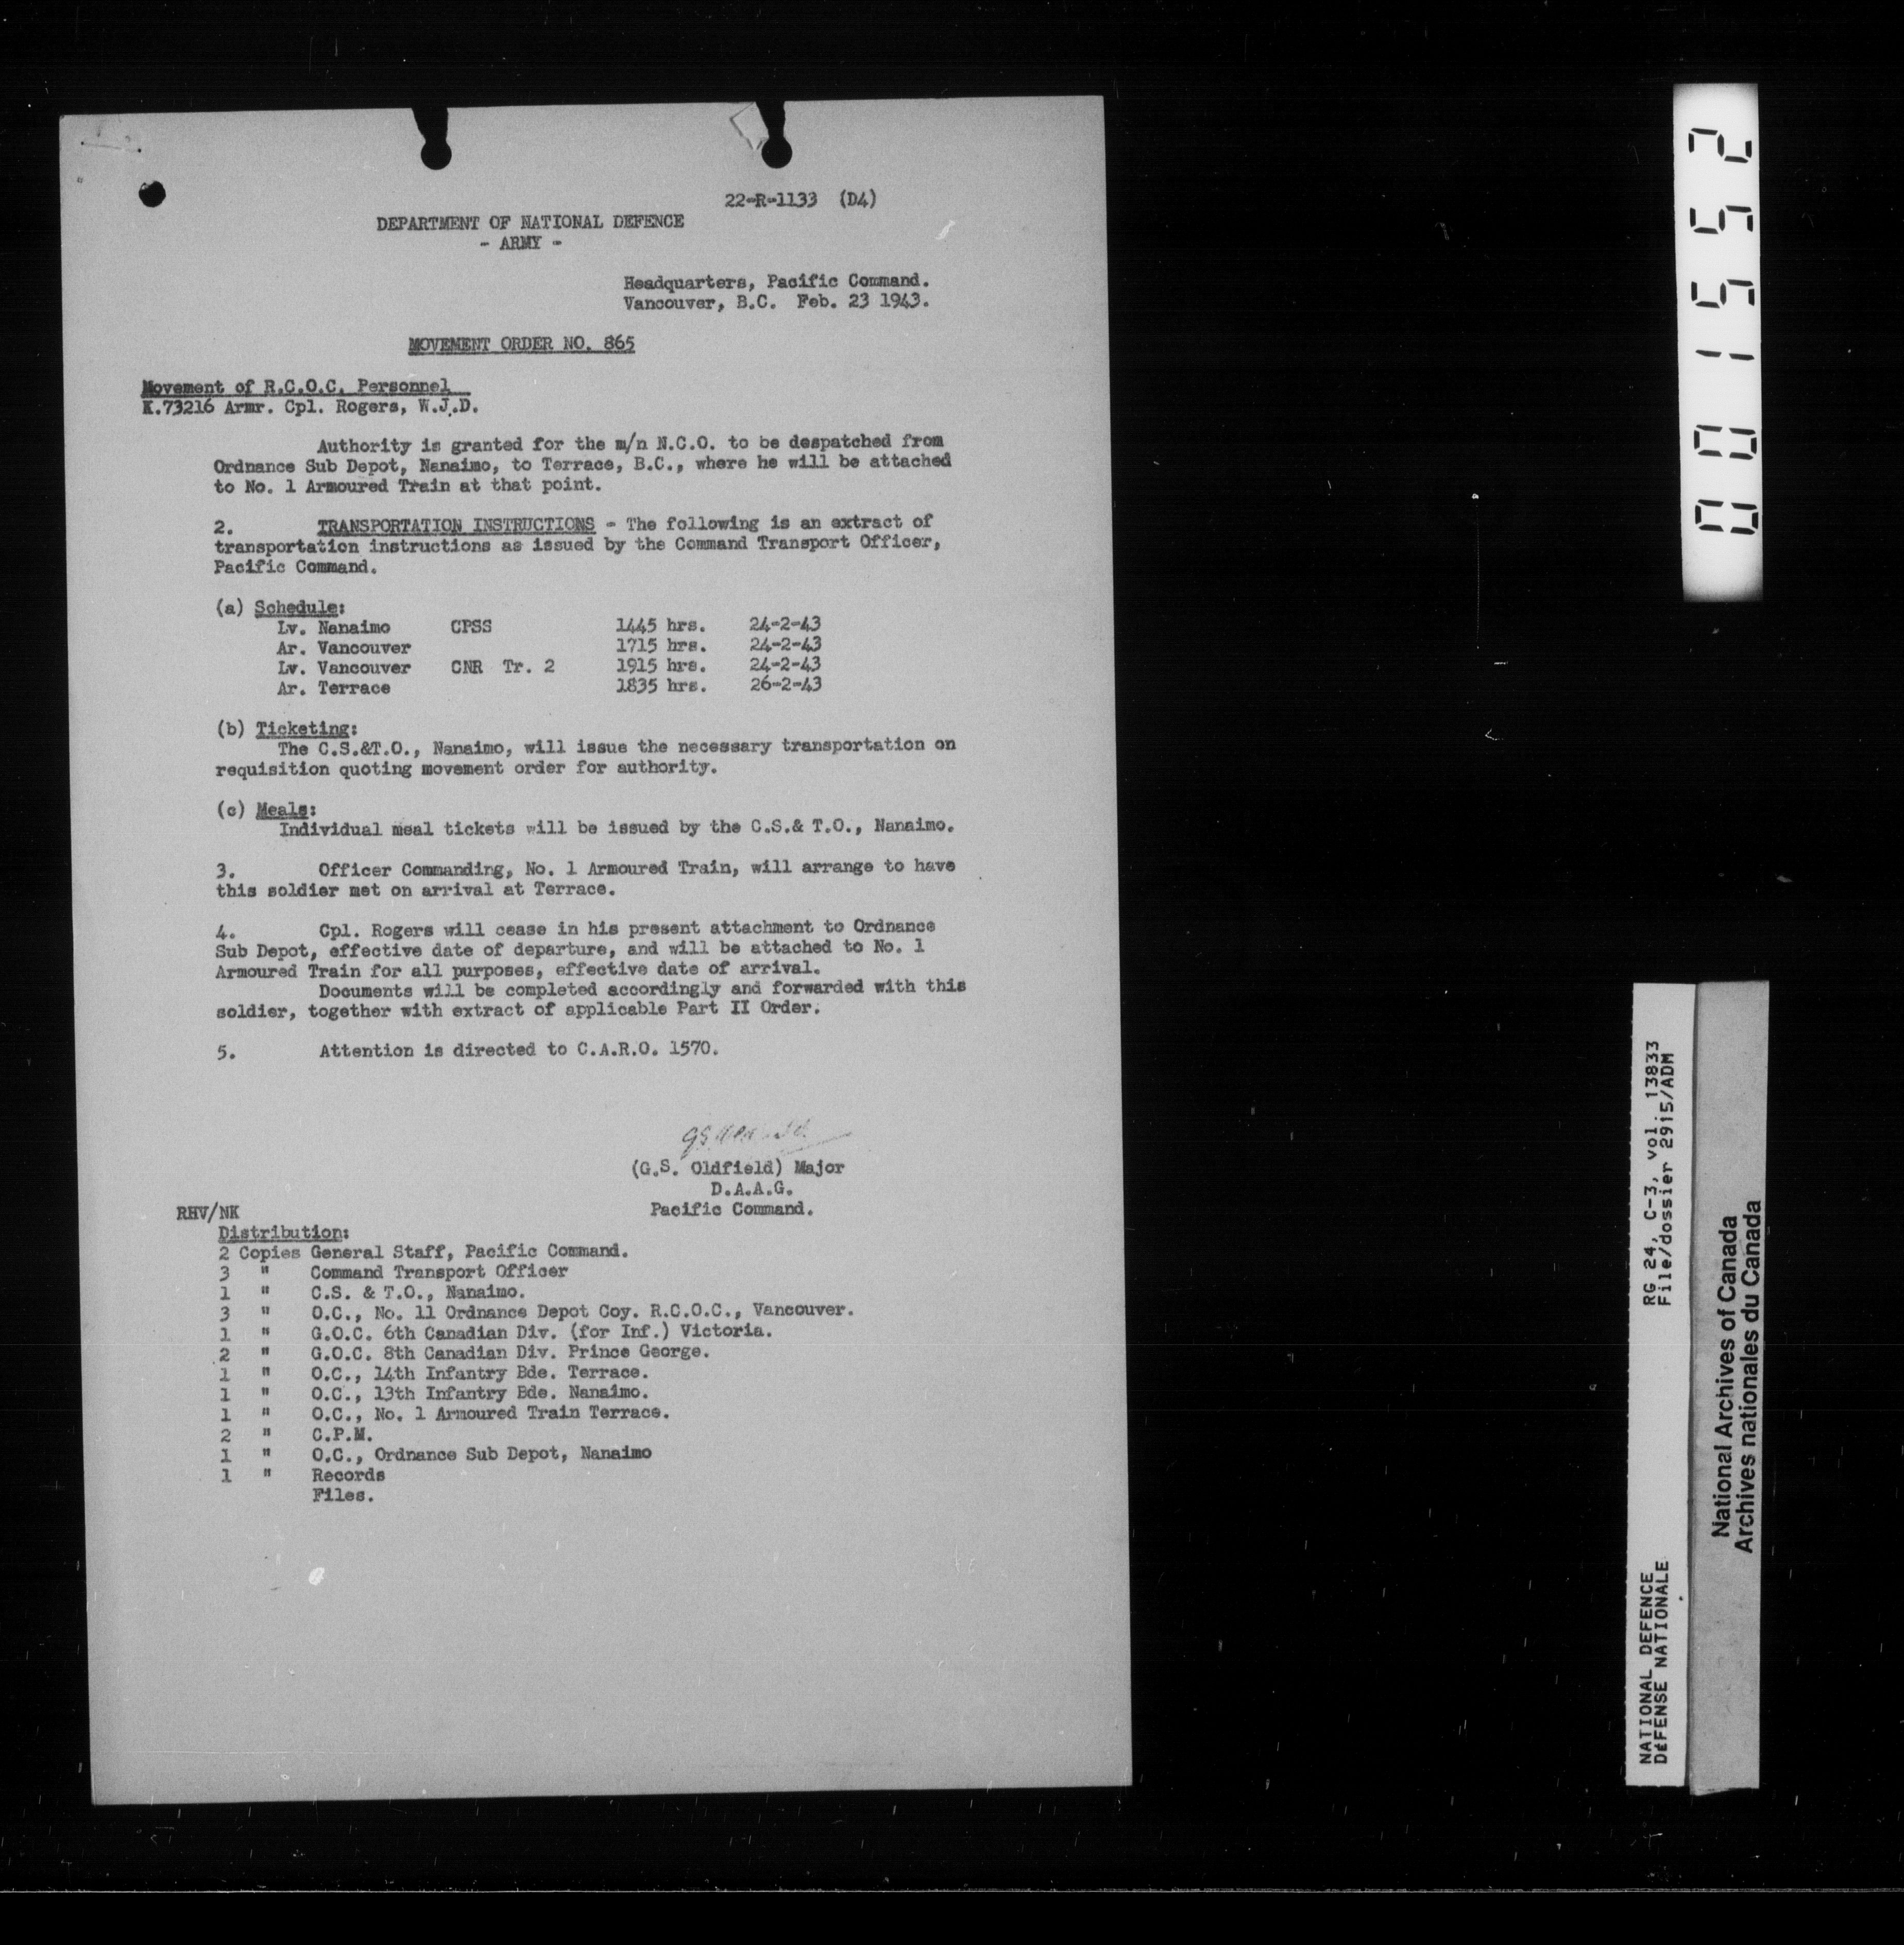 22-R-1133 (D4)
DEPARTMENT OF NATIONAL DEFENCE
- ARMY -
Headquarters, Pacific Command.
Vancouver, B.C. Feb. 23 1943.
MOVEMENT ORDER NO. 865
Movement of R.C.O.C. Personnel
K.73216 Armr. Cpl. Rogers, W.J.D.
Authority is granted for the m/n N.C.O. to be despatched from
Ordnance Sub Depot, Nanaimo, to Terrace, B.C., where he will be attached
to No. 1 Armoured Train at that point.
2. TRANSPORTATION INSTRUCTIONS - The following is an extract of
transportation instructions as issued by the Command Transport Officer,
Pacific Command.
(a) Schedule:
Lv. Nanaimo CPSS 1445 hrs. 24-2-43
Ar. Vancouver 1715 hrs. 24-2-43
Lv. Vancouver CNR Tr. 2 1915 hrs. 24-2-43
Ar. Terrace 1835 hrs. 26-2-43
(b) Ticketing:
The C.S.&T.O., Nanaimo, will issue the necessary transportation on
requisition quoting movement order for authority.
(c) Meals:
Individual meal tickets will be issued by the C.S.& T.O., Nanaimo.
3. Officer Commanding, No. 1 Armoured Train, will arrange to have
this soldier met on arrival at Terrace.
4. Cpl. Rogers will cease in his present attachment to Ordnance
Sub Depot, effective date of departure, and will be attached to No. 1
Armoured Train for all purposes, effective date of arrival.
Documents will be completed accordingly and forwarded with this
soldier, together with extract of applicable Part II Order.
5. Attention is directed to C.A.R.O. 1570.
(G.S. Oldfield) Major
D.A.A.G.
Pacific Command.
RHV/NK
Distribution:
2 Copies General Staff, Pacific Command.
3 " Command Transport Officer
1 " C.S. & T.O., Nanaimo.
3 " O.C., No. 11 Ordnance Depot Coy. R.C.O.C., Vancouver.
1 " G.O.C. 6th Canadian Div. (for Inf.) Victoria.
2 " G.O.C. 8th Canadian Div. Prince George.
1 " O.C., 14th Infantry Bde. Terrace.
1 " O.C., 13th Infantry Bde. Nanaimo.
1 " O.C., No. 1 Armoured Train Terrace.
2 " C.P.M.
1 " O.C., Ordnance Sub Depot, Nanaimo
1 " Records
Files.
001552
RG 24, C-3, vol. 13833
File/dossier 2915/ADM
NATIONAL DEFENCE
DÉFENSE NATIONALE
National Archives of Canada
Archives nationales du Canada